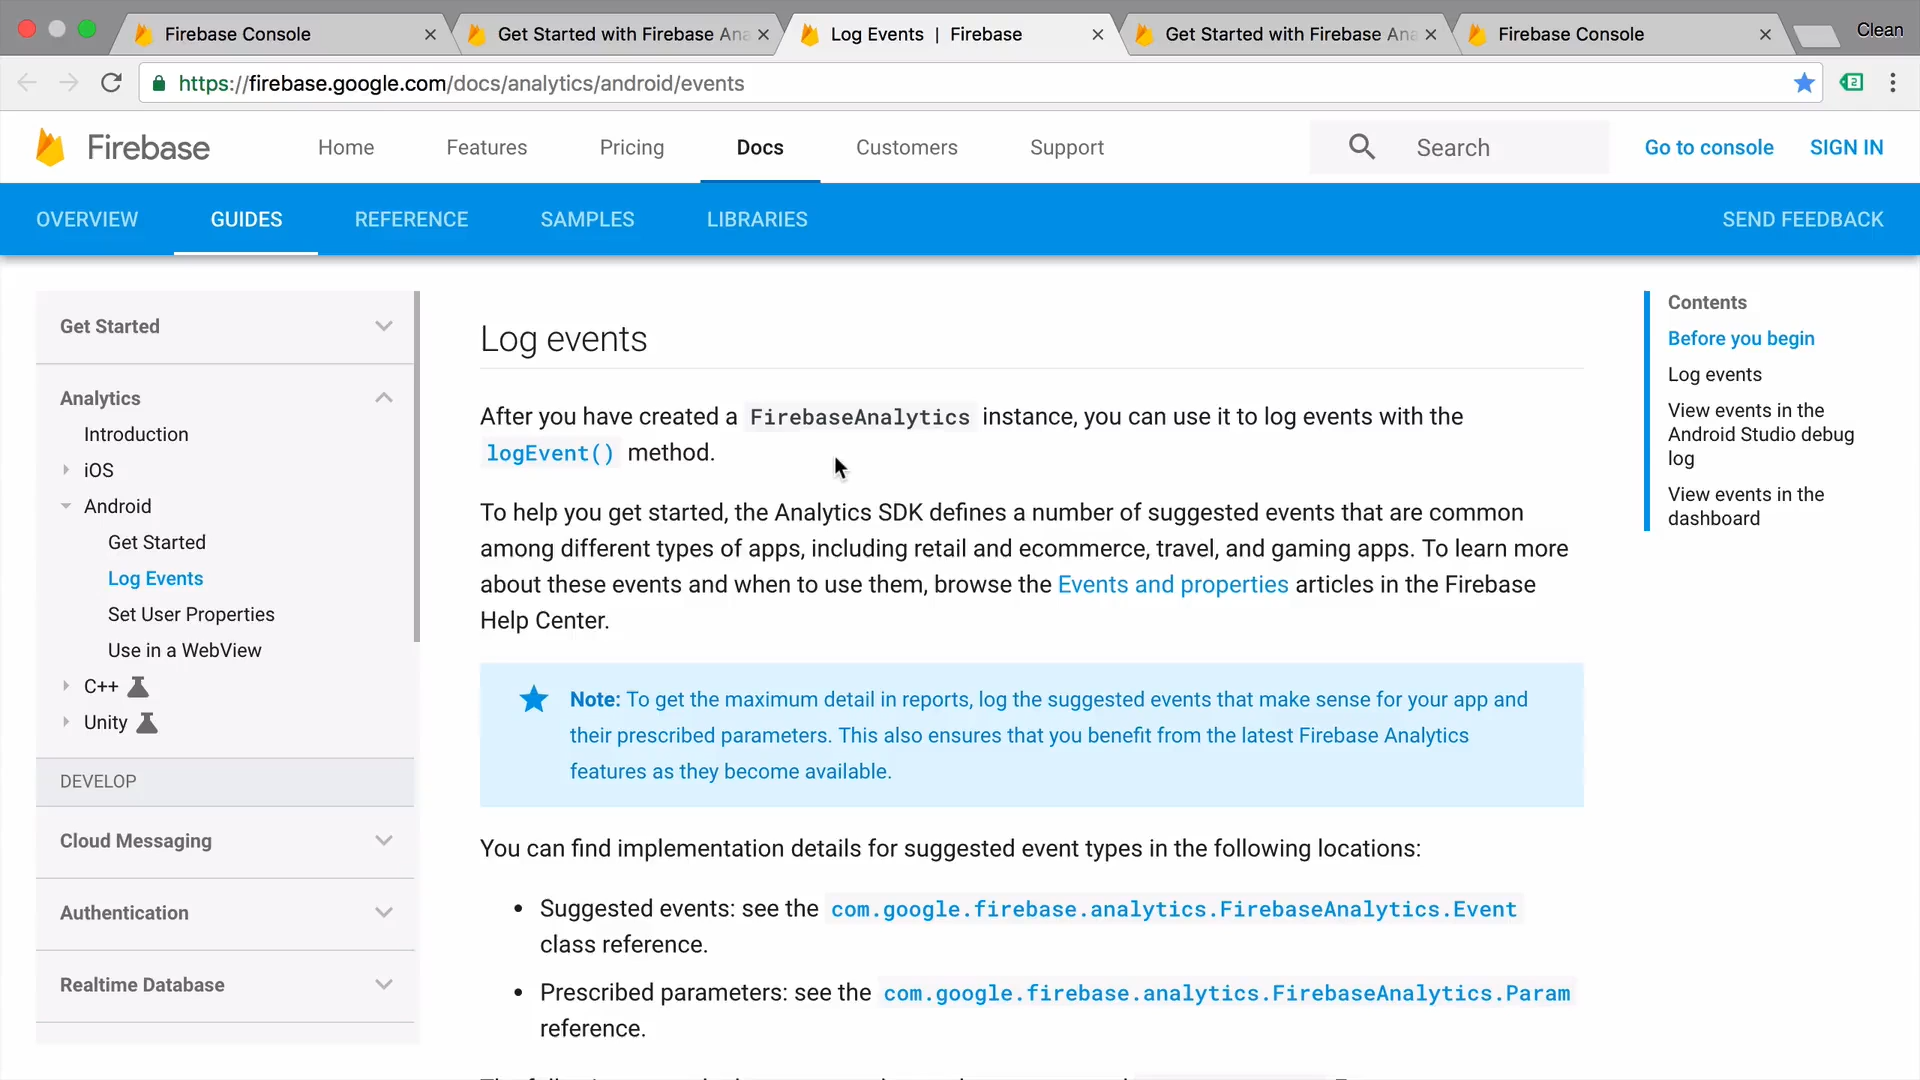 Firebase Console
Get Started with Firebase Ana
Log Events | Firebase
Get Started with Firebase Ana
Firebase Console
Clean
https://firebase.google.com/docs/analytics/android/events
Firebase
Home
Features
Pricing
Docs
Customers
Support
Search
Go to console
SIGN IN
OVERVIEW
GUIDES
REFERENCE
SAMPLES
LIBRARIES
SEND FEEDBACK
Get Started
Analytics
Introduction
iOS
Android
Get Started
Log Events
Set User Properties
Use in a WebView
C++
Unity
DEVELOP
Cloud Messaging
Authentication
Realtime Database
Log events
After you have created a FirebaseAnalytics instance, you can use it to log events with the
logEvent() method.
To help you get started, the Analytics SDK defines a number of suggested events that are common
among different types of apps, including retail and ecommerce, travel, and gaming apps. To learn more
about these events and when to use them, browse the Events and properties articles in the Firebase
Help Center.
Note: To get the maximum detail in reports, log the suggested events that make sense for your app and
their prescribed parameters. This also ensures that you benefit from the latest Firebase Analytics
features as they become available.
You can find implementation details for suggested event types in the following locations:
• Suggested events: see the com.google.firebase.analytics.FirebaseAnalytics.Event
class reference.
• Prescribed parameters: see the com.google.firebase.analytics.FirebaseAnalytics.Param
reference.
Contents
Before you begin
Log events
View events in the
Android Studio debug
log
View events in the
dashboard